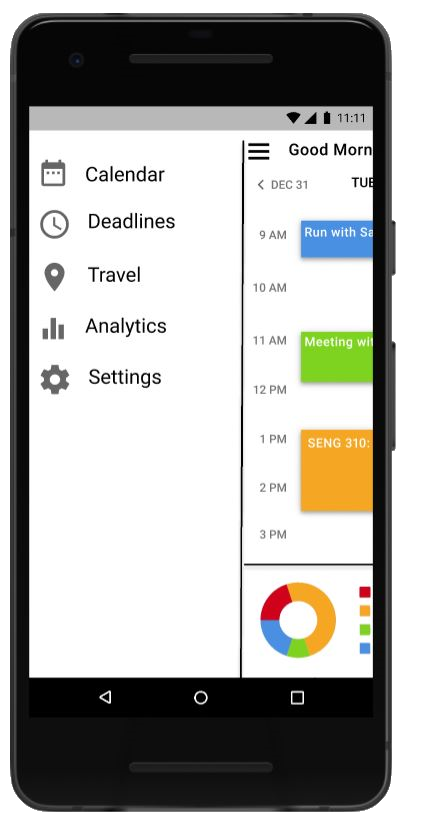 11:11
Calendar
Deadlines
Travel
Analytics
Settings
Good Morn
DEC 31
TUE
9 AM
Run with Sa
10 AM
11 AM
Meeting wit
12 PM
1 PM
SENG 310:
2 PM
3 PM